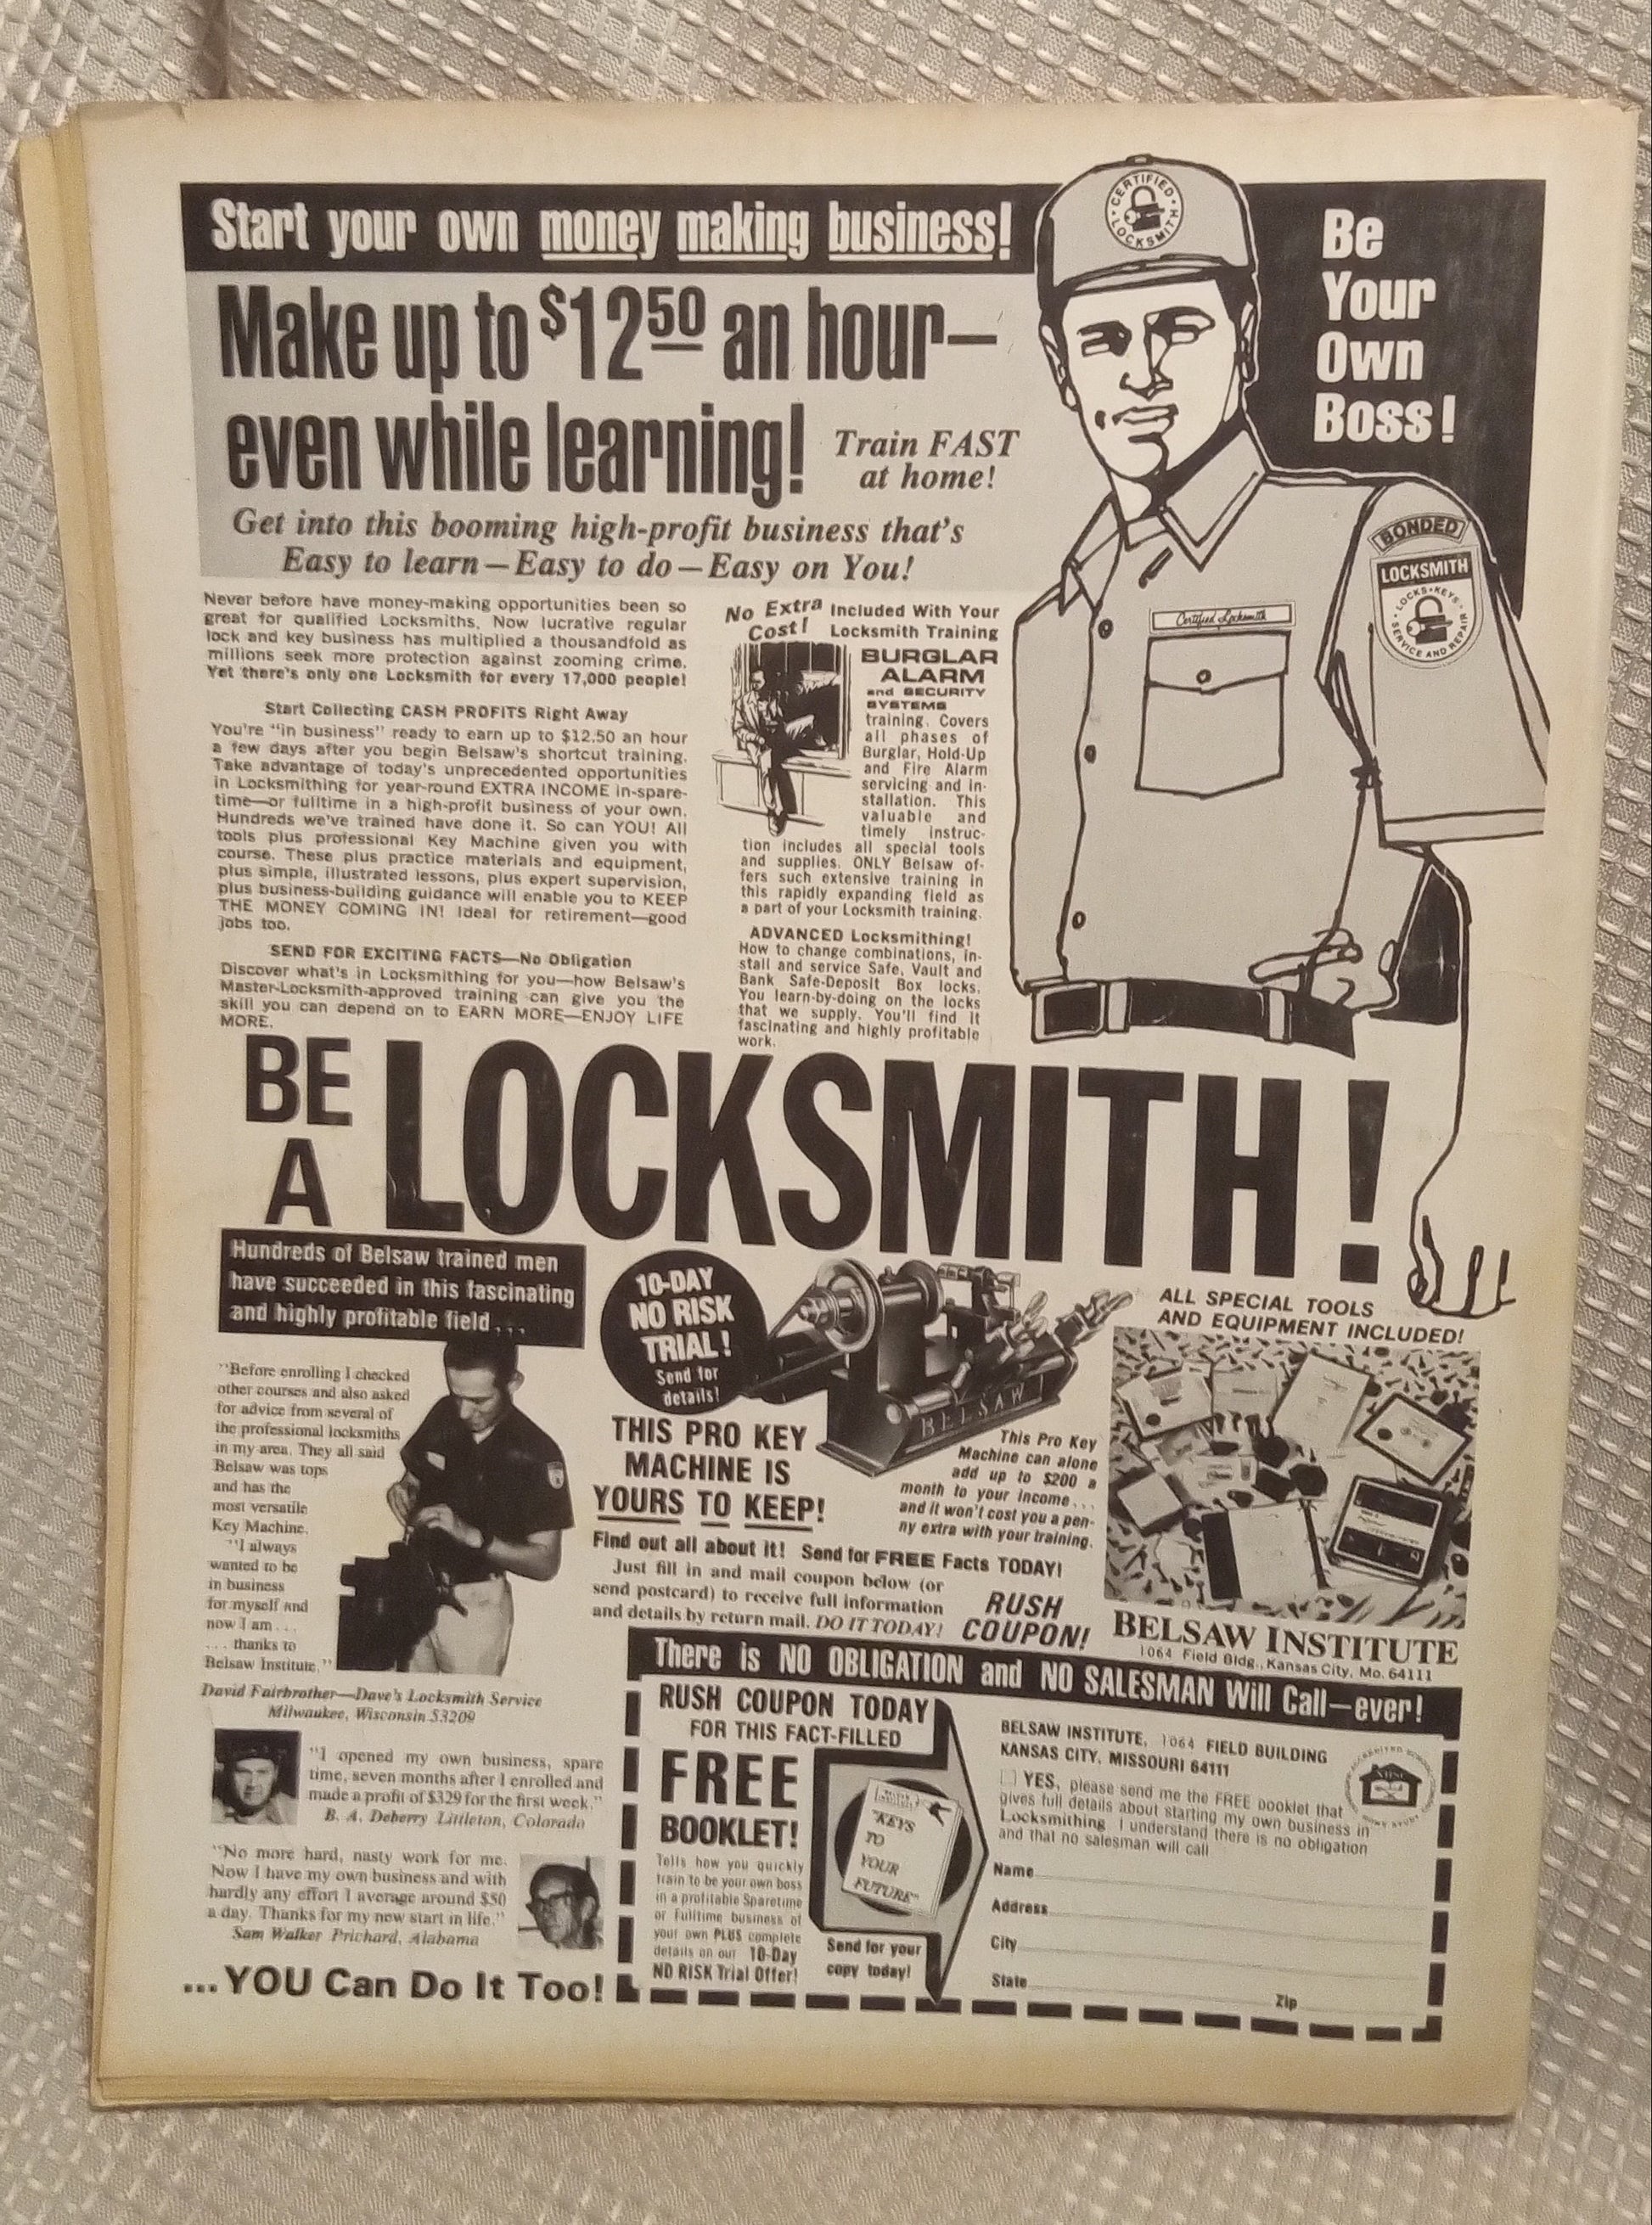 Start your own money making business!
Be
Your
Own
Boss!
CERTIFIED LOCKSMITH
Make up to $1250 an hour—
even while learning!
Train FAST
at home!
Get into this booming high-profit business that's
Easy to learn—Easy to do—Easy on You!
BONDED
LOCKSMITH
LOCKS-KEYS
SERVICE AND REPAIR
Certified Locksmith
Never before have money-making opportunities been so
great for qualified Locksmiths. Now lucrative regular
lock and key business has multiplied a thousandfold as
millions seek more protection against zooming crime.
Yet there's only one Locksmith for every 17,000 people!
Start Collecting CASH PROFITS Right Away
You're "in business" ready to earn up to $12.50 an hour
a few days after you begin Belsaw's shortcut training.
Take advantage of today's unprecedented opportunities
in Locksmithing for year-round EXTRA INCOME in-spare-
time—or fulltime in a high-profit business of your own.
Hundreds we've trained have done it. So can YOU! All
tools plus professional Key Machine given you with
course. These plus practice materials and equipment,
plus simple, illustrated lessons, plus expert supervision,
plus business-building guidance will enable you to KEEP
THE MONEY COMING IN! Ideal for retirement—good
jobs too.
SEND FOR EXCITING FACTS—No Obligation
Discover what's in Locksmithing for you—how Belsaw's
Master-Locksmith-approved training can give you the
skill you can depend on to EARN MORE—ENJOY LIFE
MORE.
No Extra
Cost!
Included With Your
Locksmith Training
BURGLAR
ALARM
and SECURITY
SYSTEMS
training. Covers
all phases of
Burglar, Hold-Up
and Fire Alarm
servicing and in-
stallation. This
valuable and
timely instruc-
tion includes all special tools
and supplies. ONLY Belsaw of-
fers such extensive training in
this rapidly expanding field as
a part of your Locksmith training.
ADVANCED Locksmithing!
How to change combinations, in-
stall and service Safe, Vault and
Bank Safe-Deposit Box locks.
You learn-by-doing on the locks
that we supply. You'll find it
fascinating and highly profitable
work.
BE
A
LOCKSMITH!
Hundreds of Belsaw trained men
have succeeded in this fascinating
and highly profitable field...
"Before enrolling I checked
other courses and also asked
for advice from several of
the professional locksmiths
in my area. They all said
Belsaw was tops
and has the
most versatile
Key Machine.
"I always
wanted to be
in business
for myself and
now I am...
... thanks to
Belsaw Institute."
David Fairbrother—Dave's Locksmith Service
Milwaukee, Wisconsin 53209
"I opened my own business, spare
time, seven months after I enrolled and
made a profit of $329 for the first week."
B. A. Deberry Littleton, Colorado
"No more hard, nasty work for me.
Now I have my own business and with
hardly any effort I average around $50
a day. Thanks for my new start in life."
Sam Walker Prichard, Alabama
...YOU Can Do It Too!
10-DAY
NO RISK
TRIAL!
Send for
details!
BELSAW
THIS PRO KEY
MACHINE IS
YOURS TO KEEP!
This Pro Key
Machine can alone
add up to $200 a
month to your income...
and it won't cost you a pen-
ny extra with your training.
Find out all about it! Send for FREE Facts TODAY!
Just fill in and mail coupon below (or
send postcard) to receive full information
and details by return mail. DO IT TODAY!
RUSH
COUPON!
ALL SPECIAL TOOLS
AND EQUIPMENT INCLUDED!
BELSAW INSTITUTE
1064 Field Bldg., Kansas City, Mo. 64111
There is NO OBLIGATION and NO SALESMAN Will Call—ever!
RUSH COUPON TODAY
FOR THIS FACT-FILLED
FREE
BOOKLET!
Tells how you quickly
train to be your own boss
in a profitable Sparetime
or Fulltime business of
your own PLUS complete
details on our 10-Day
NO RISK Trial Offer!
"KEYS
TO
YOUR
FUTURE"
Send for your
copy today!
BELSAW INSTITUTE, 1064 FIELD BUILDING
KANSAS CITY, MISSOURI 64111
YES, please send me the FREE booklet that
gives full details about starting my own business in
Locksmithing I understand there is no obligation
and that no salesman will call
Name
Address
City
State
Zip